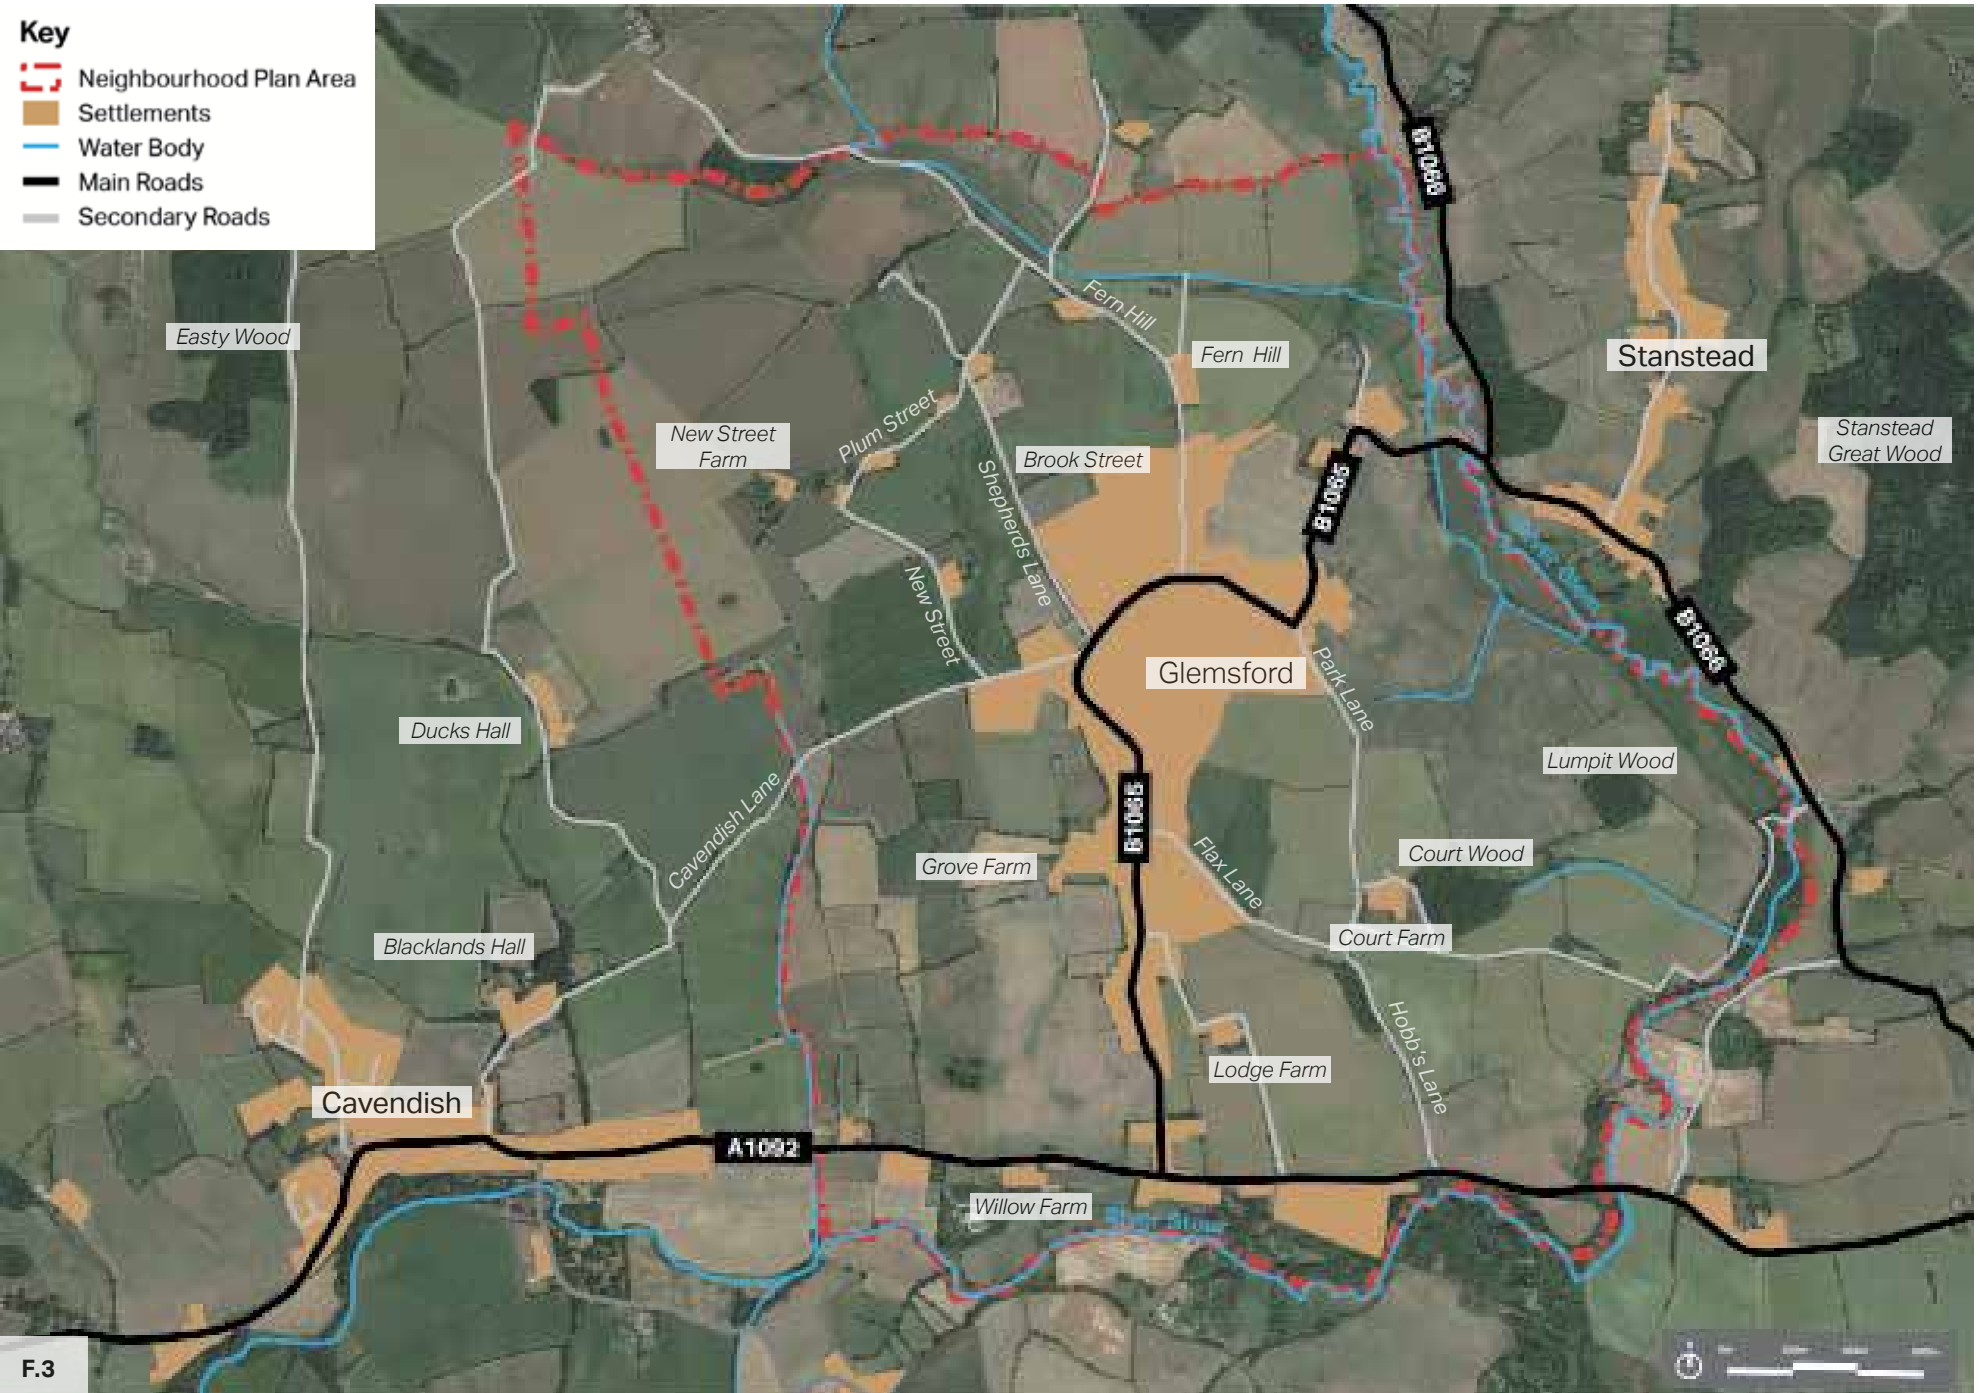 Key
Neighbourhood Plan Area
Settlements
Water Body
Main Roads
Secondary Roads
B1066
Easty Wood
Fern Hill
Fern Hill
Stanstead
New Street
Farm
Plum Street
Brook Street
Stanstead
Great Wood
Shepherds Lane
B1065
New Street
B1066
Glemsford
Park Lane
Ducks Hall
Lumpit Wood
Cavendish Lane
B1065
Grove Farm
Flax Lane
Court Wood
Blacklands Hall
Court Farm
Hobb's Lane
Lodge Farm
Cavendish
A1092
Willow Farm
River Stour
F.3